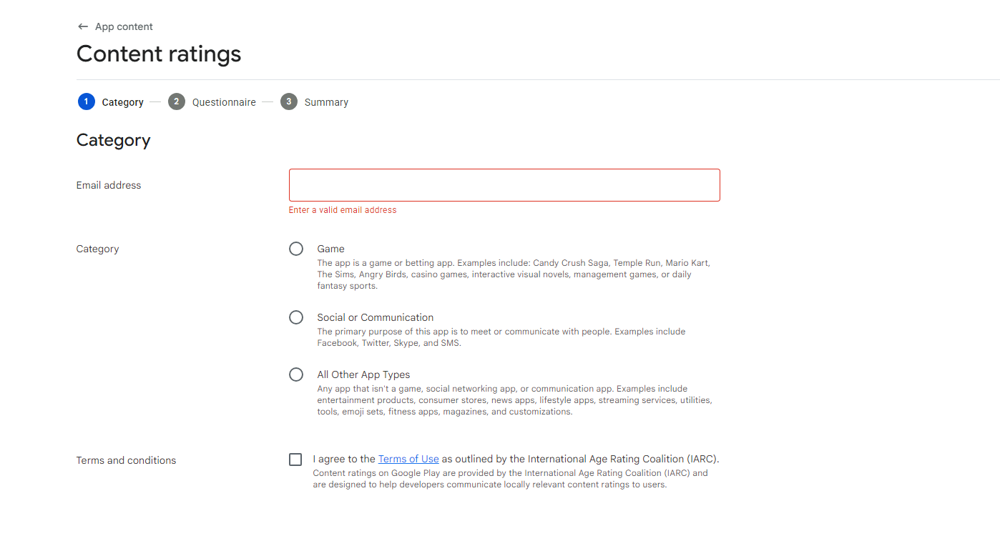 App content
Content ratings
1 Category 2 Questionnaire 3 Summary
Category
Email address
Enter a valid email address
Category
Game
The app is a game or betting app. Examples include: Candy Crush Saga, Temple Run, Mario Kart,
The Sims, Angry Birds, casino games, interactive visual novels, management games, or daily
fantasy sports.
Social or Communication
The primary purpose of this app is to meet or communicate with people. Examples include
Facebook, Twitter, Skype, and SMS.
All Other App Types
Any app that isn't a game, social networking app, or communication app. Examples include
entertainment products, consumer stores, news apps, lifestyle apps, streaming services, utilities,
tools, emoji sets, fitness apps, magazines, and customizations.
Terms and conditions
I agree to the Terms of Use as outlined by the International Age Rating Coalition (IARC).
Content ratings on Google Play are provided by the International Age Rating Coalition (IARC) and
are designed to help developers communicate locally relevant content ratings to users.